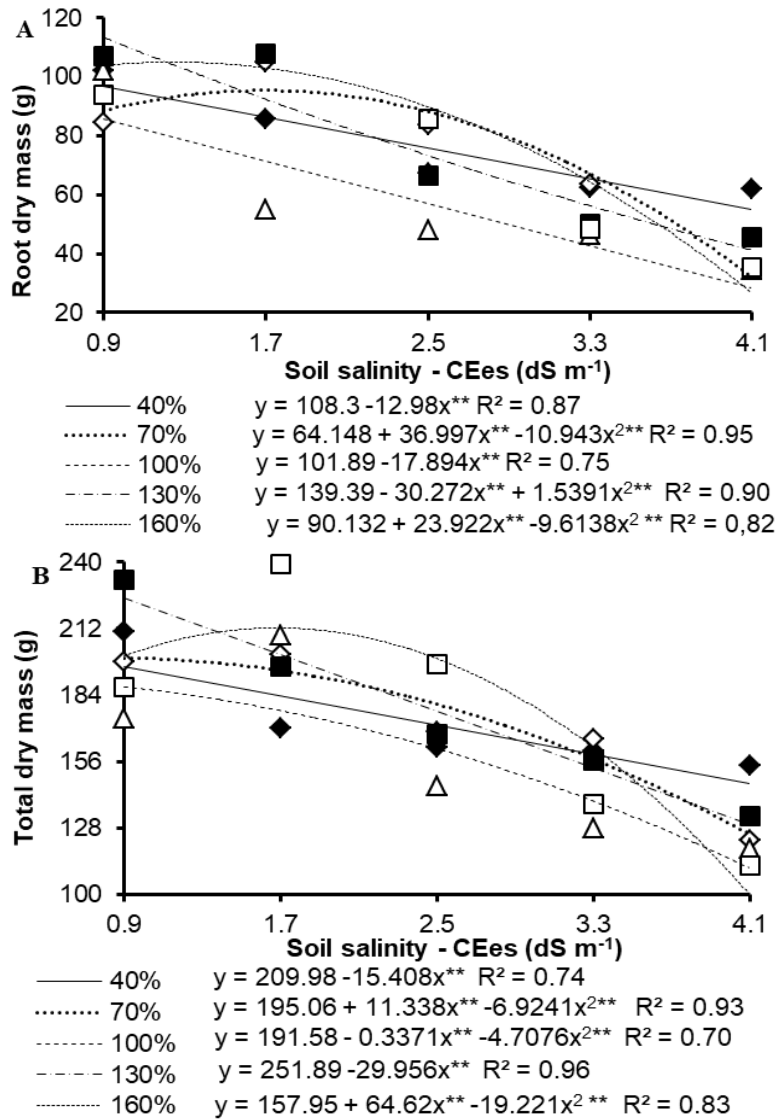 A
120
100
80
60
40
20
Root dry mass (g)
0.9 1.7 2.5 3.3 4.1
Soil salinity - CEes (dS m⁻¹)
40% y = 108.3 -12.98x** R² = 0.87
70% y = 64.148 + 36.997x** -10.943x²** R² = 0.95
100% y = 101.89 -17.894x** R² = 0.75
130% y = 139.39 - 30.272x** + 1.5391x²** R² = 0.90
160% y = 90.132 + 23.922x** -9.6138x² ** R² = 0,82
B
240
212
184
156
128
100
Total dry mass (g)
0.9 1.7 2.5 3.3 4.1
Soil salinity - CEes (dS m⁻¹)
40% y = 209.98 -15.408x** R² = 0.74
70% y = 195.06 + 11.338x** -6.9241x²** R² = 0.93
100% y = 191.58 - 0.3371x** -4.7076x²** R² = 0.70
130% y = 251.89 -29.956x** R² = 0.96
160% y = 157.95 + 64.62x** -19.221x² ** R² = 0.83